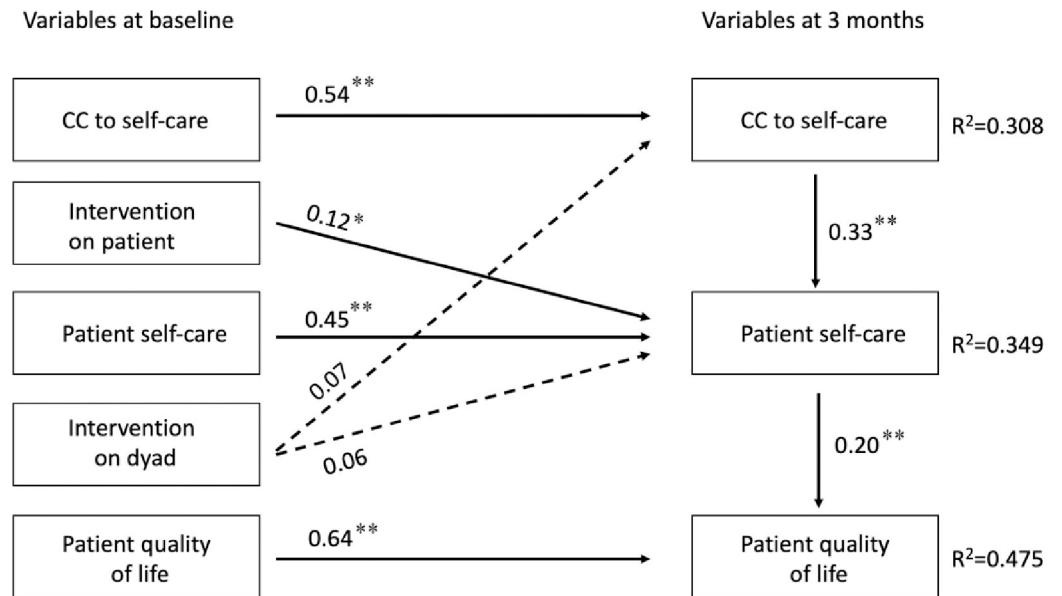 Variables at baseline
Variables at 3 months
CC to self-care
0.54**
CC to self-care
R²=0.308
Intervention
on patient
0.12*
0.33**
Patient self-care
0.45**
Patient self-care
R²=0.349
0.07
Intervention
on dyad
0.06
0.20**
Patient quality
of life
0.64**
Patient quality
of life
R²=0.475